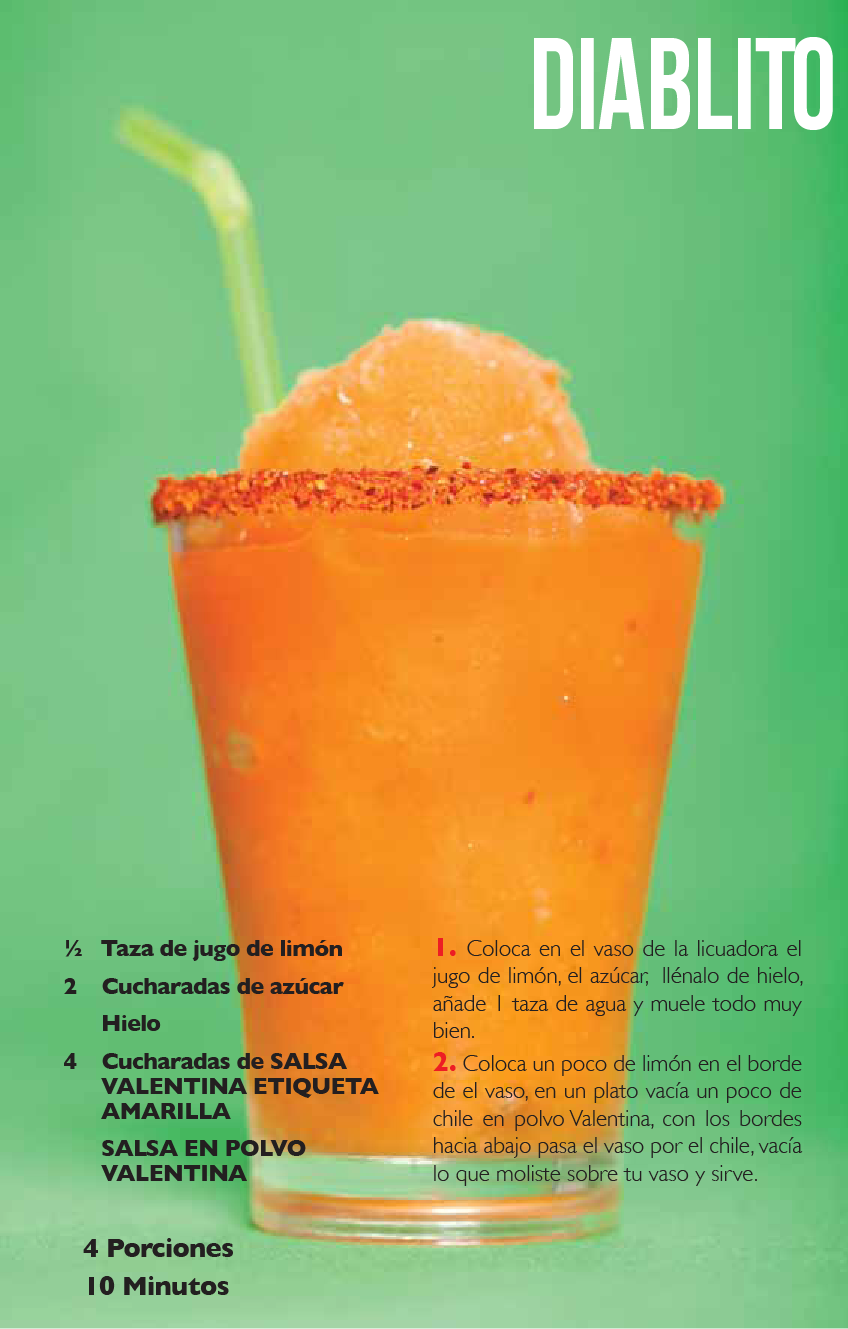 DIABLITO
½ Taza de jugo de limón
2 Cucharadas de azúcar
Hielo
4 Cucharadas de SALSA
VALENTINA ETIQUETA
AMARILLA
SALSA EN POLVO
VALENTINA
4 Porciones
10 Minutos
1. Coloca en el vaso de la licuadora el
jugo de limón, el azúcar, llénalo de hielo,
añade 1 taza de agua y muele todo muy
bien.
2. Coloca un poco de limón en el borde
de el vaso, en un plato vacía un poco de
chile en polvo Valentina, con los bordes
hacia abajo pasa el vaso por el chile, vacía
lo que moliste sobre tu vaso y sirve.